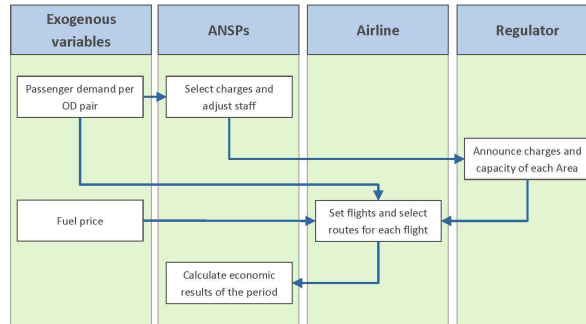 Exogenous
variables
ANSPs
Airline
Regulator
Passenger demand per
OD pair
Select charges and
adjust staff
Announce charges and
capacity of each Area
Fuel price
Set flights and select
routes for each flight
Calculate economic
results of the period